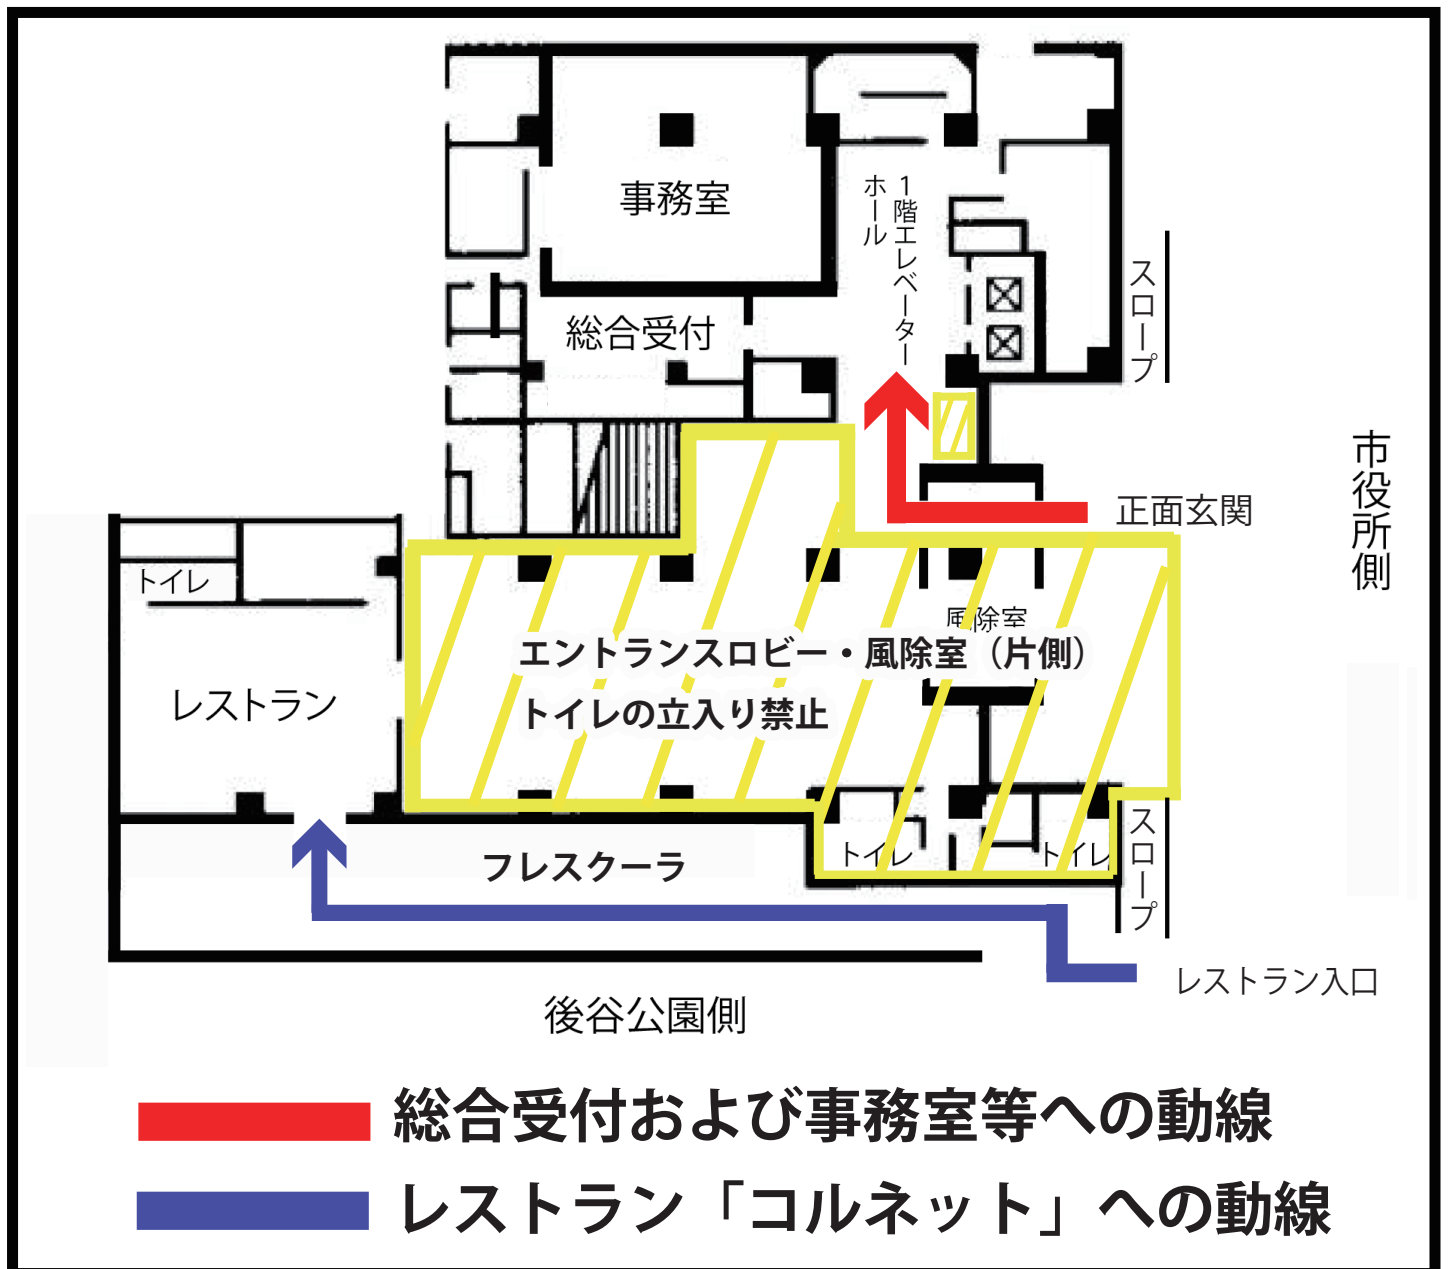 事務室
1階エレベーター
ホール
スロープ
総合受付
市役所側
正面玄関
トイレ
風除室
エントランスロビー・風除室（片側）
トイレの立入り禁止
レストラン
スロープ
トイレ
トイレ
フレスクーラ
レストラン入口
後谷公園側
総合受付および事務室等への動線
レストラン「コルネット」への動線